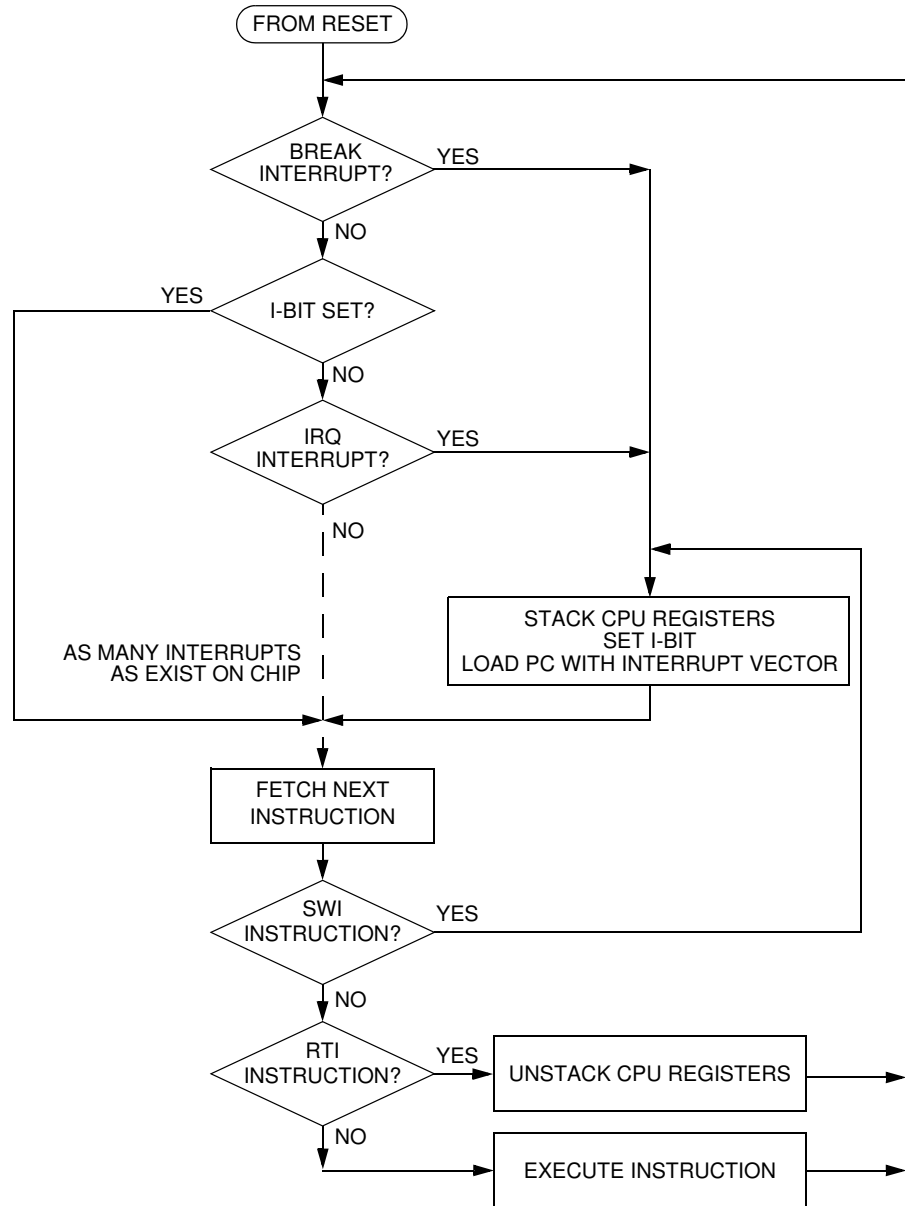 FROM RESET
BREAK
INTERRUPT?
YES
NO
YES
I-BIT SET?
NO
IRQ
INTERRUPT?
YES
NO
STACK CPU REGISTERS
SET I-BIT
LOAD PC WITH INTERRUPT VECTOR
AS MANY INTERRUPTS
AS EXIST ON CHIP
FETCH NEXT
INSTRUCTION
SWI
INSTRUCTION?
YES
NO
RTI
INSTRUCTION?
YES
UNSTACK CPU REGISTERS
NO
EXECUTE INSTRUCTION